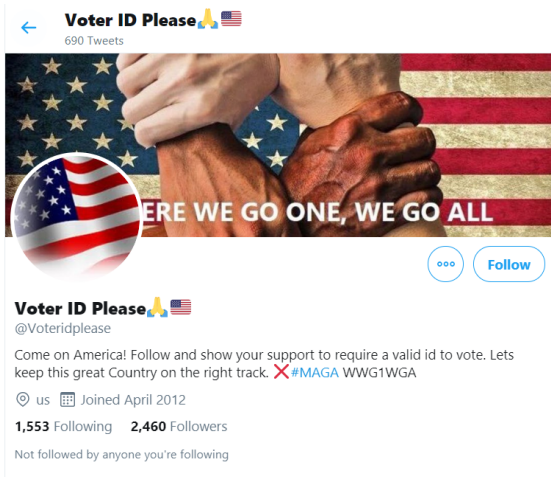 Voter ID Please🙏🇺🇸
690 Tweets
ERE WE GO ONE, WE GO ALL
Follow
Voter ID Please🙏🇺🇸
@Voteridplease
Come on America! Follow and show your support to require a valid id to vote. Lets
keep this great Country on the right track. ❌#MAGA WWG1WGA
us Joined April 2012
1,553 Following 2,460 Followers
Not followed by anyone you're following